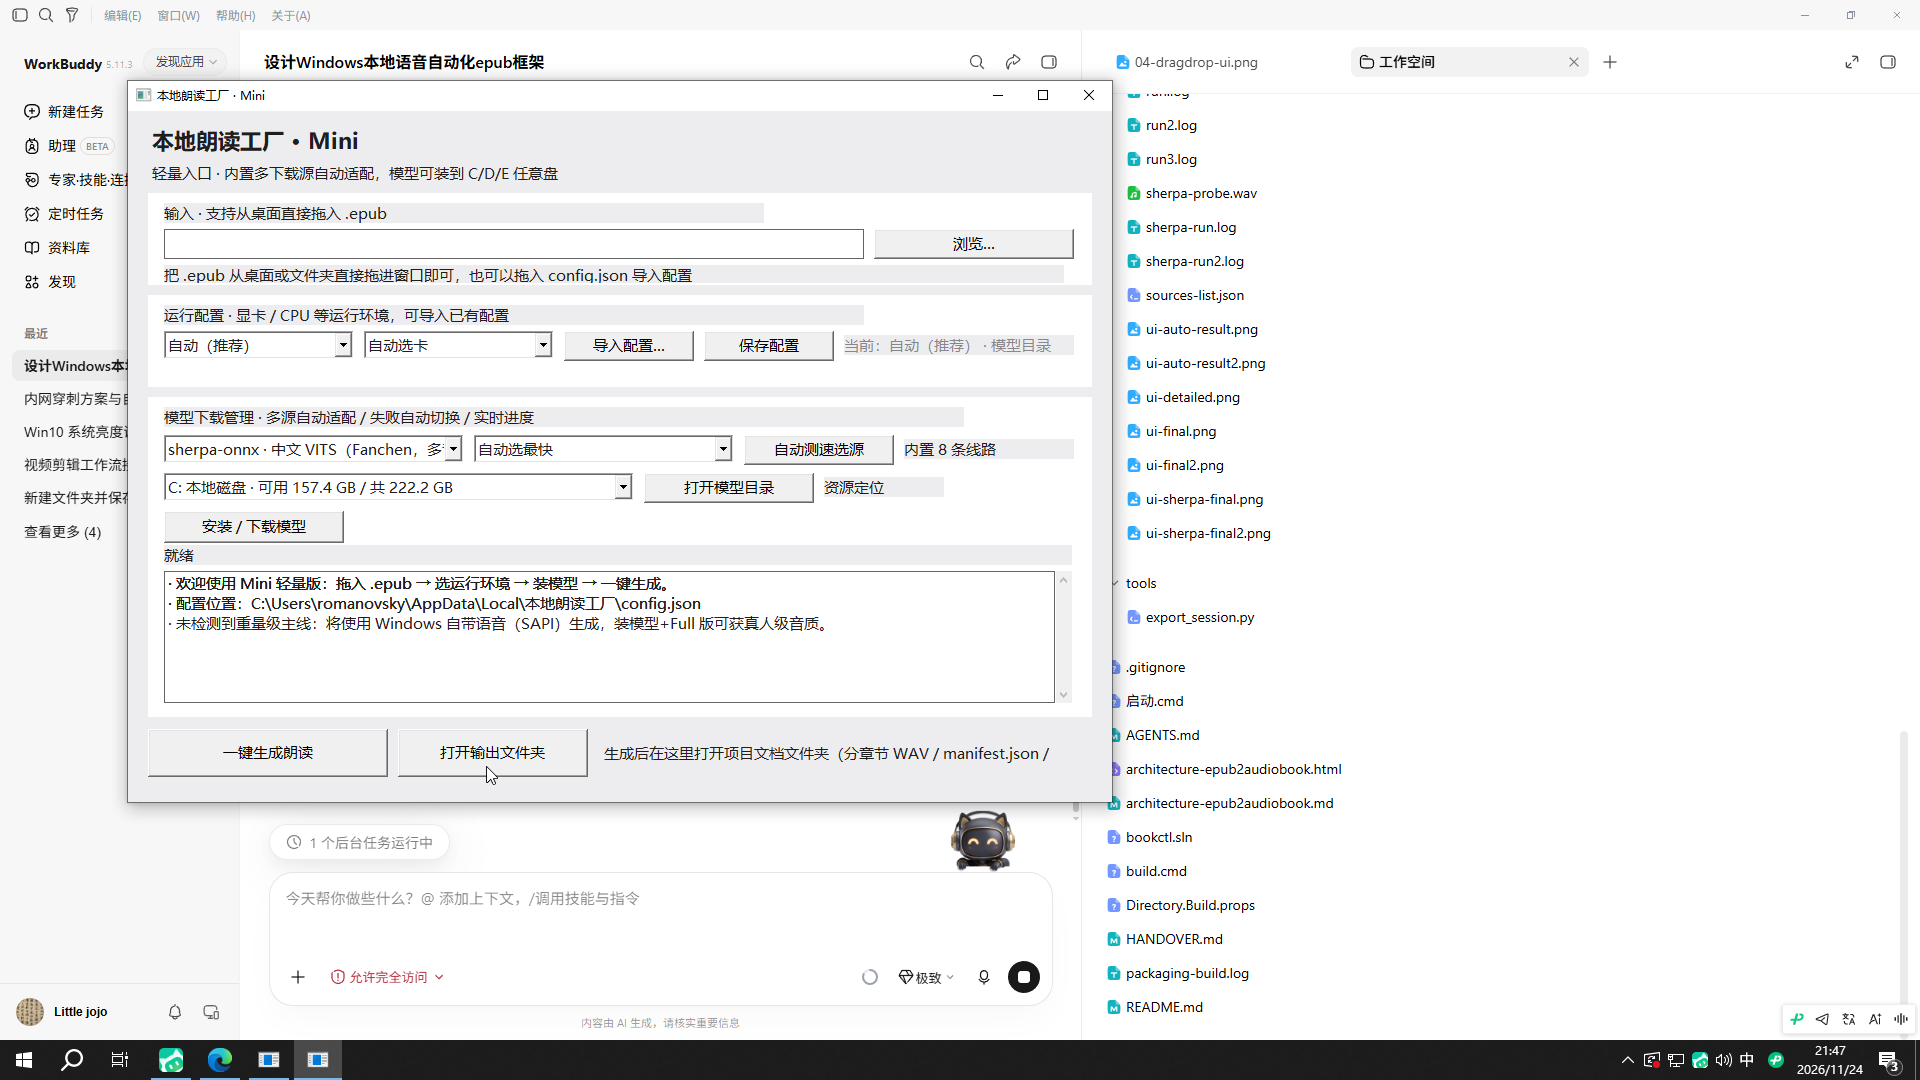 编辑(E)
窗口(W)
帮助(H)
关于(A)
WorkBuddy 5.11.3
发现应用
新建任务
助理 BETA
专家·技能·连接
定时任务
资料库
发现
最近
设计Windows本地
内网穿刺方案与
Win10 系统亮度
视频剪辑工作流
新建文件夹并保存
查看更多 (4)
Little jojo
设计Windows本地语音自动化epub框架
本地朗读工厂 · Mini
本地朗读工厂 · Mini
轻量入口 · 内置多下载源自动适配，模型可装到 C/D/E 任意盘
输入 · 支持从桌面直接拖入 .epub
浏览...
把 .epub 从桌面或文件夹直接拖进窗口即可，也可以拖入 config.json 导入配置
运行配置 · 显卡 / CPU 等运行环境，可导入已有配置
自动（推荐）
自动选卡
导入配置...
保存配置
当前：自动（推荐） · 模型目录
模型下载管理 · 多源自动适配 / 失败自动切换 / 实时进度
sherpa-onnx · 中文 VITS（Fanchen，多
自动选最快
自动测速选源
内置 8 条线路
C: 本地磁盘 · 可用 157.4 GB / 共 222.2 GB
打开模型目录
资源定位
安装 / 下载模型
就绪
· 欢迎使用 Mini 轻量版：拖入 .epub → 选运行环境 → 装模型 → 一键生成。
· 配置位置：C:\Users\romanovsky\AppData\Local\本地朗读工厂\config.json
· 未检测到重量级主线：将使用 Windows 自带语音（SAPI）生成，装模型+Full 版可获真人级音质。
一键生成朗读
打开输出文件夹
生成后在这里打开项目文档文件夹（分章节 WAV / manifest.json /
1 个后台任务运行中
今天帮你做些什么？@ 添加上下文，/调用技能与指令
允许完全访问
极致
内容由 AI 生成，请核实重要信息
04-dragdrop-ui.png
工作空间
run.log
run2.log
run3.log
sherpa-probe.wav
sherpa-run.log
sherpa-run2.log
sources-list.json
ui-auto-result.png
ui-auto-result2.png
ui-detailed.png
ui-final.png
ui-final2.png
ui-sherpa-final.png
ui-sherpa-final2.png
tools
export_session.py
.gitignore
启动.cmd
AGENTS.md
architecture-epub2audiobook.html
architecture-epub2audiobook.md
bookctl.sln
build.cmd
Directory.Build.props
HANDOVER.md
packaging-build.log
README.md
中
21:47
2026/11/24
3